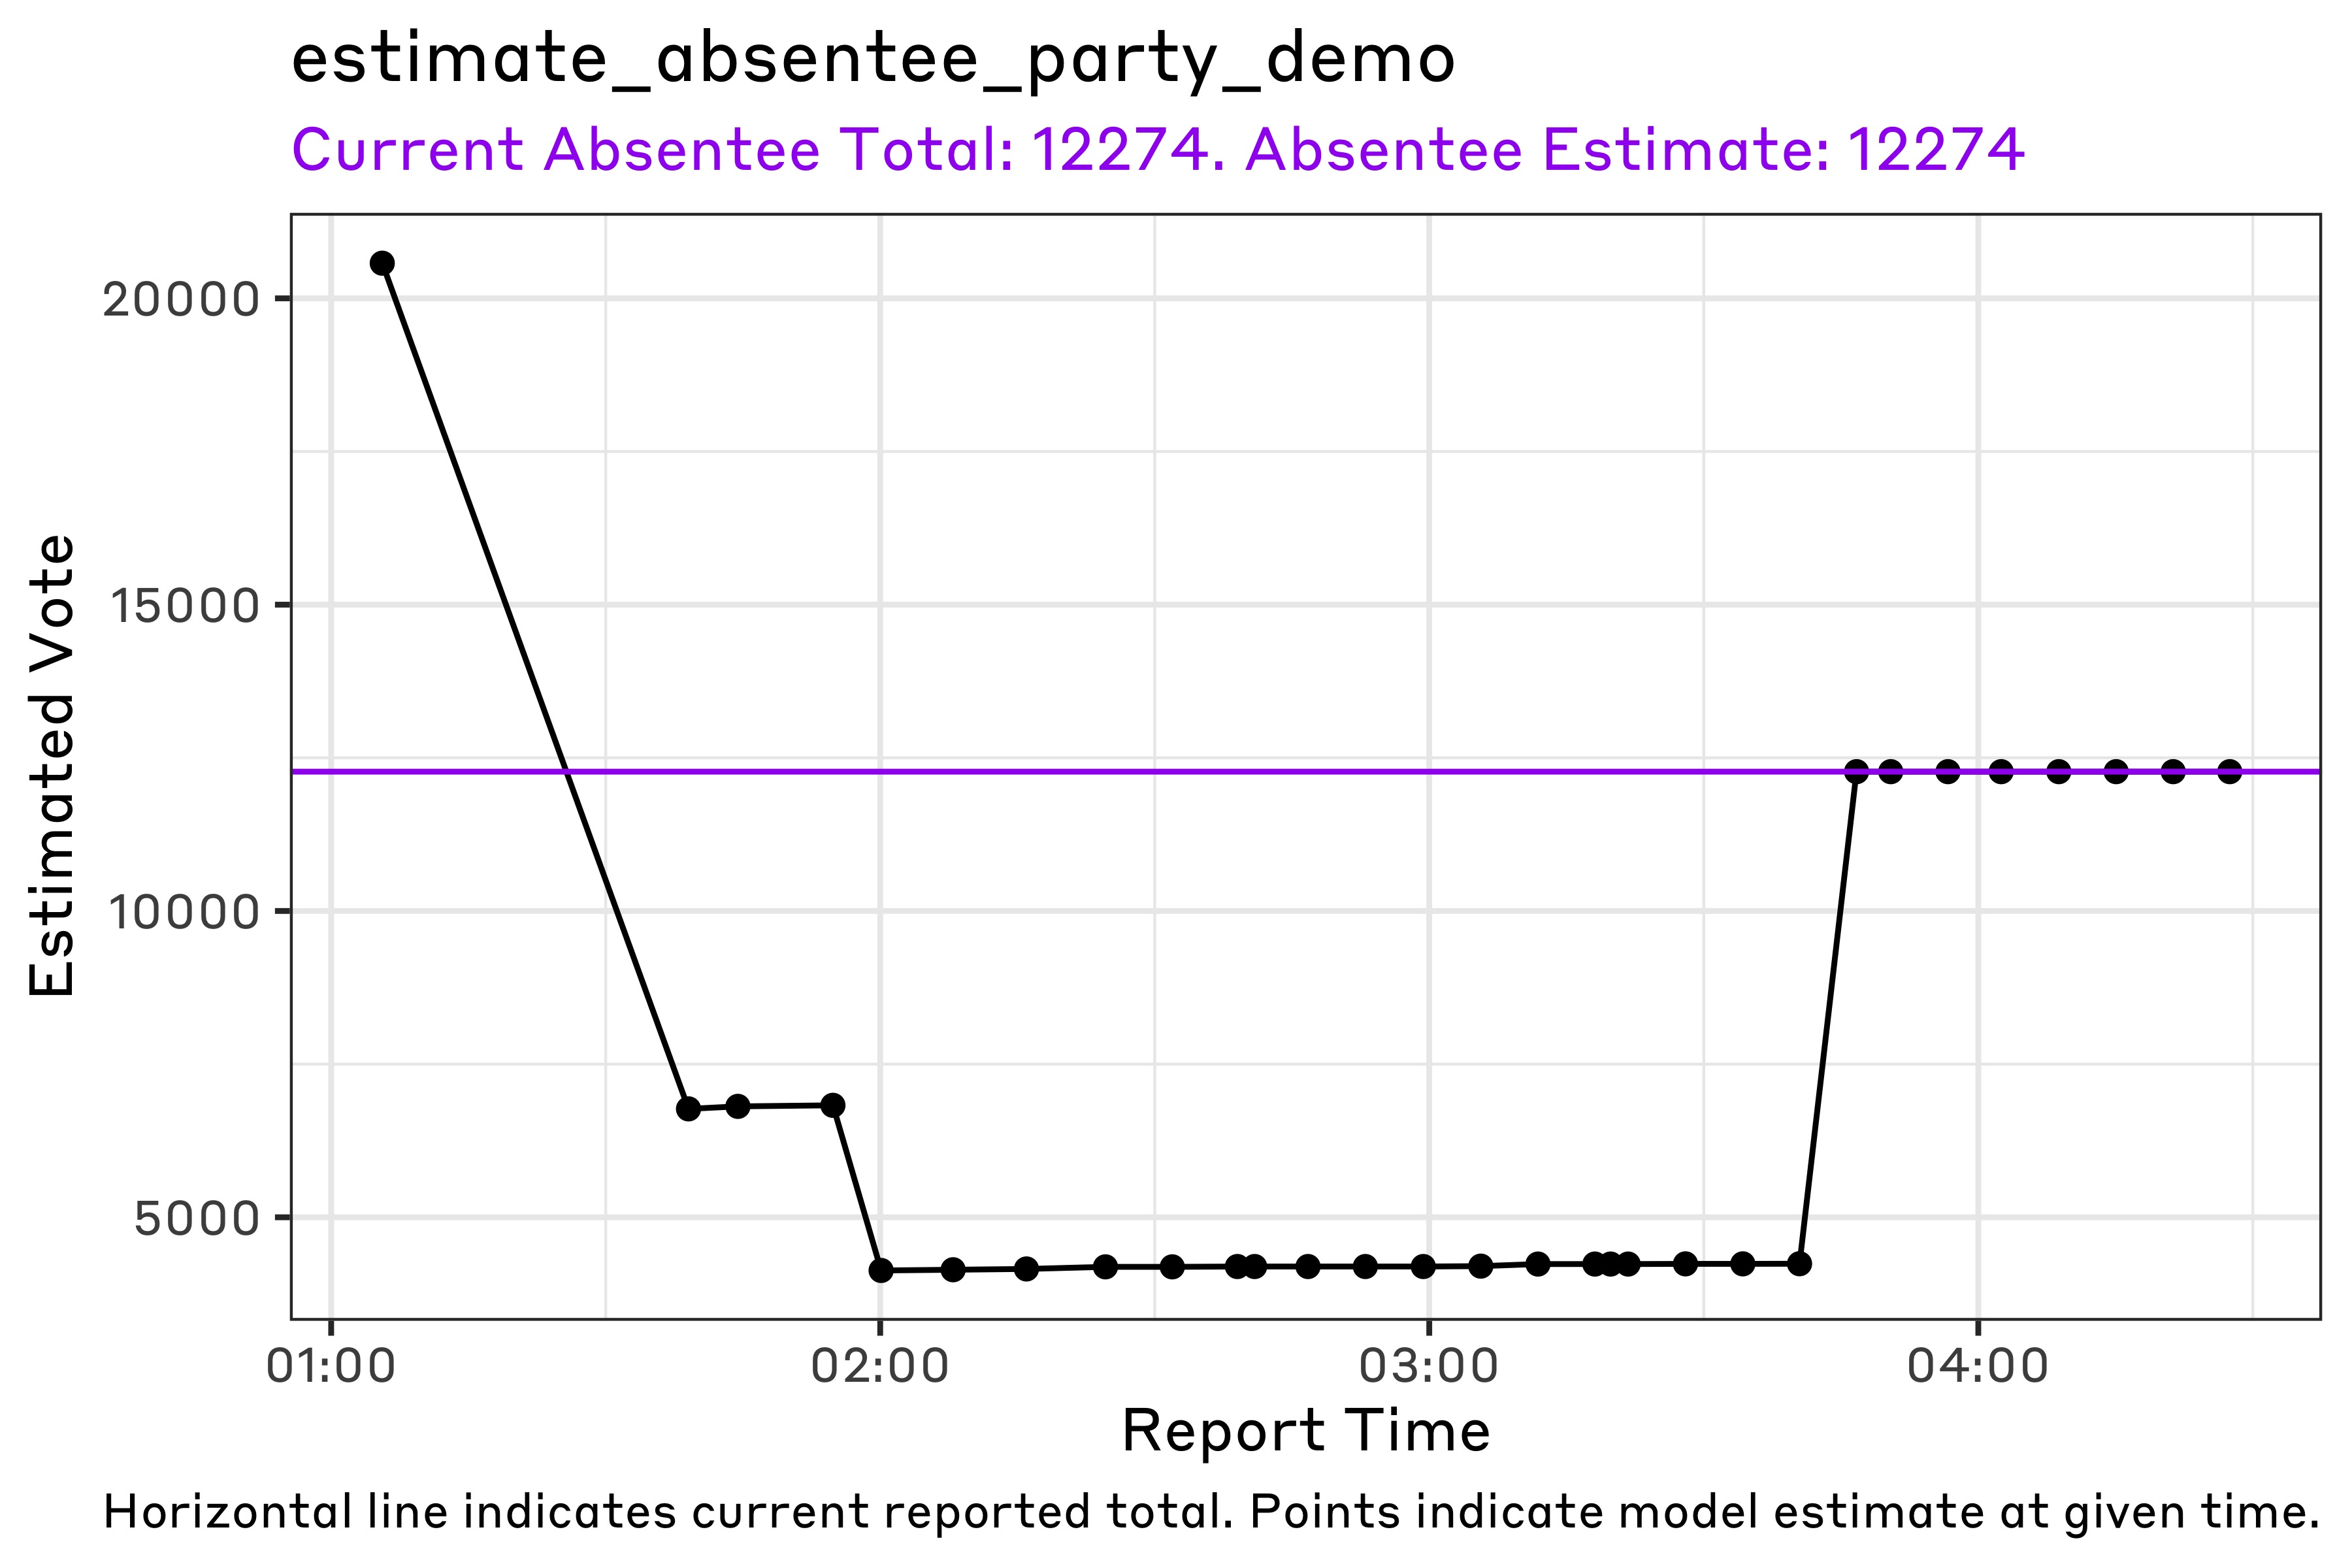 estimate_absentee_party_demo
Current Absentee Total: 12274. Absentee Estimate: 12274
Estimated Vote
20000
15000
10000
5000
01:00 02:00 03:00 04:00
Report Time
Horizontal line indicates current reported total. Points indicate model estimate at given time.